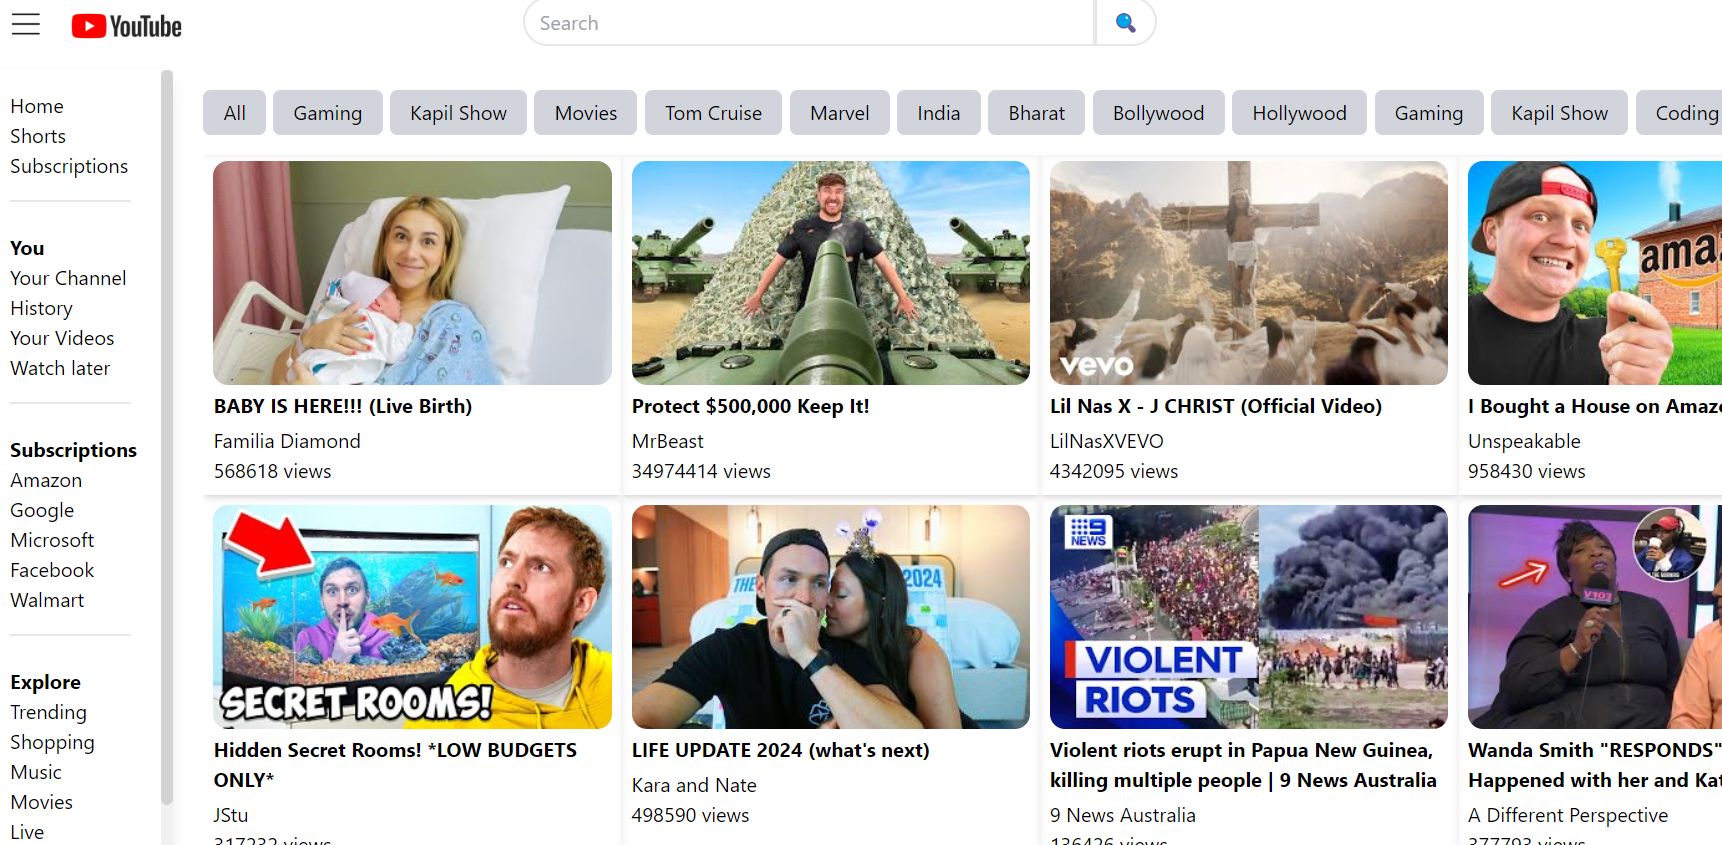 YouTube
Search
Home
Shorts
Subscriptions
You
Your Channel
History
Your Videos
Watch later
Subscriptions
Amazon
Google
Microsoft
Facebook
Walmart
Explore
Trending
Shopping
Music
Movies
Live
All Gaming Kapil Show Movies Tom Cruise Marvel India Bharat Bollywood Hollywood Gaming Kapil Show Coding
vevo
ama
BABY IS HERE!!! (Live Birth)
Familia Diamond
568618 views
Protect $500,000 Keep It!
MrBeast
34974414 views
Lil Nas X - J CHRIST (Official Video)
LilNasXVEVO
4342095 views
I Bought a House on Amaz
Unspeakable
958430 views
SECRET ROOMS!
Hidden Secret Rooms! *LOW BUDGETS
ONLY*
JStu
317232 views
THE
2024
LIFE UPDATE 2024 (what's next)
Kara and Nate
498590 views
9
NEWS
VIOLENT
RIOTS
Violent riots erupt in Papua New Guinea,
killing multiple people | 9 News Australia
9 News Australia
136426 views
V103
Wanda Smith "RESPONDS"
Happened with her and Kat
A Different Perspective
377793 views